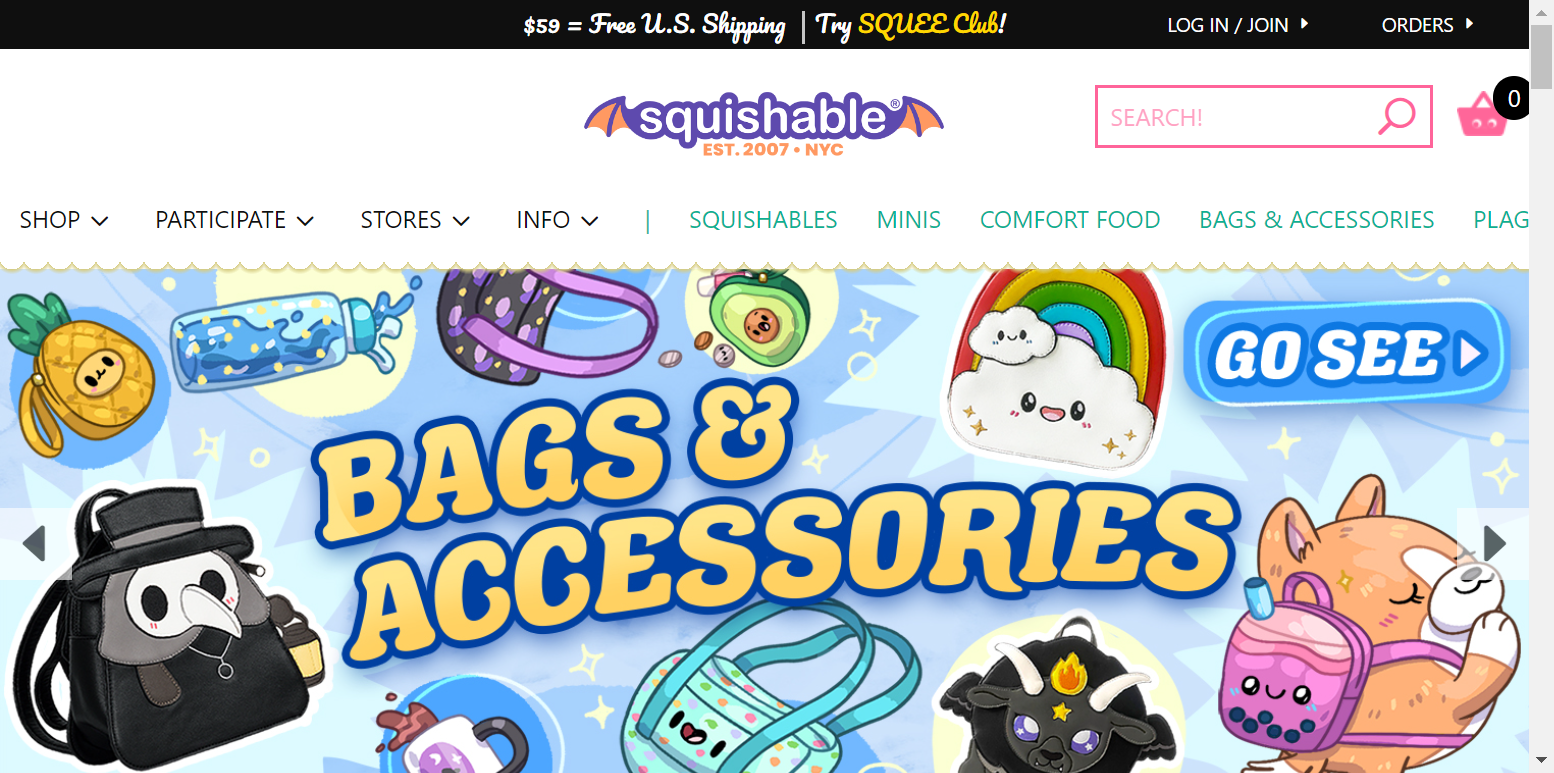 $59 = Free U.S. Shipping | Try SQUEE Club!
LOG IN / JOIN
ORDERS
squishable®
EST. 2007 • NYC
SEARCH!
0
SHOP
PARTICIPATE
STORES
INFO
|
SQUISHABLES
MINIS
COMFORT FOOD
BAGS & ACCESSORIES
PLAG
GO SEE
BAGS &
ACCESSORIES